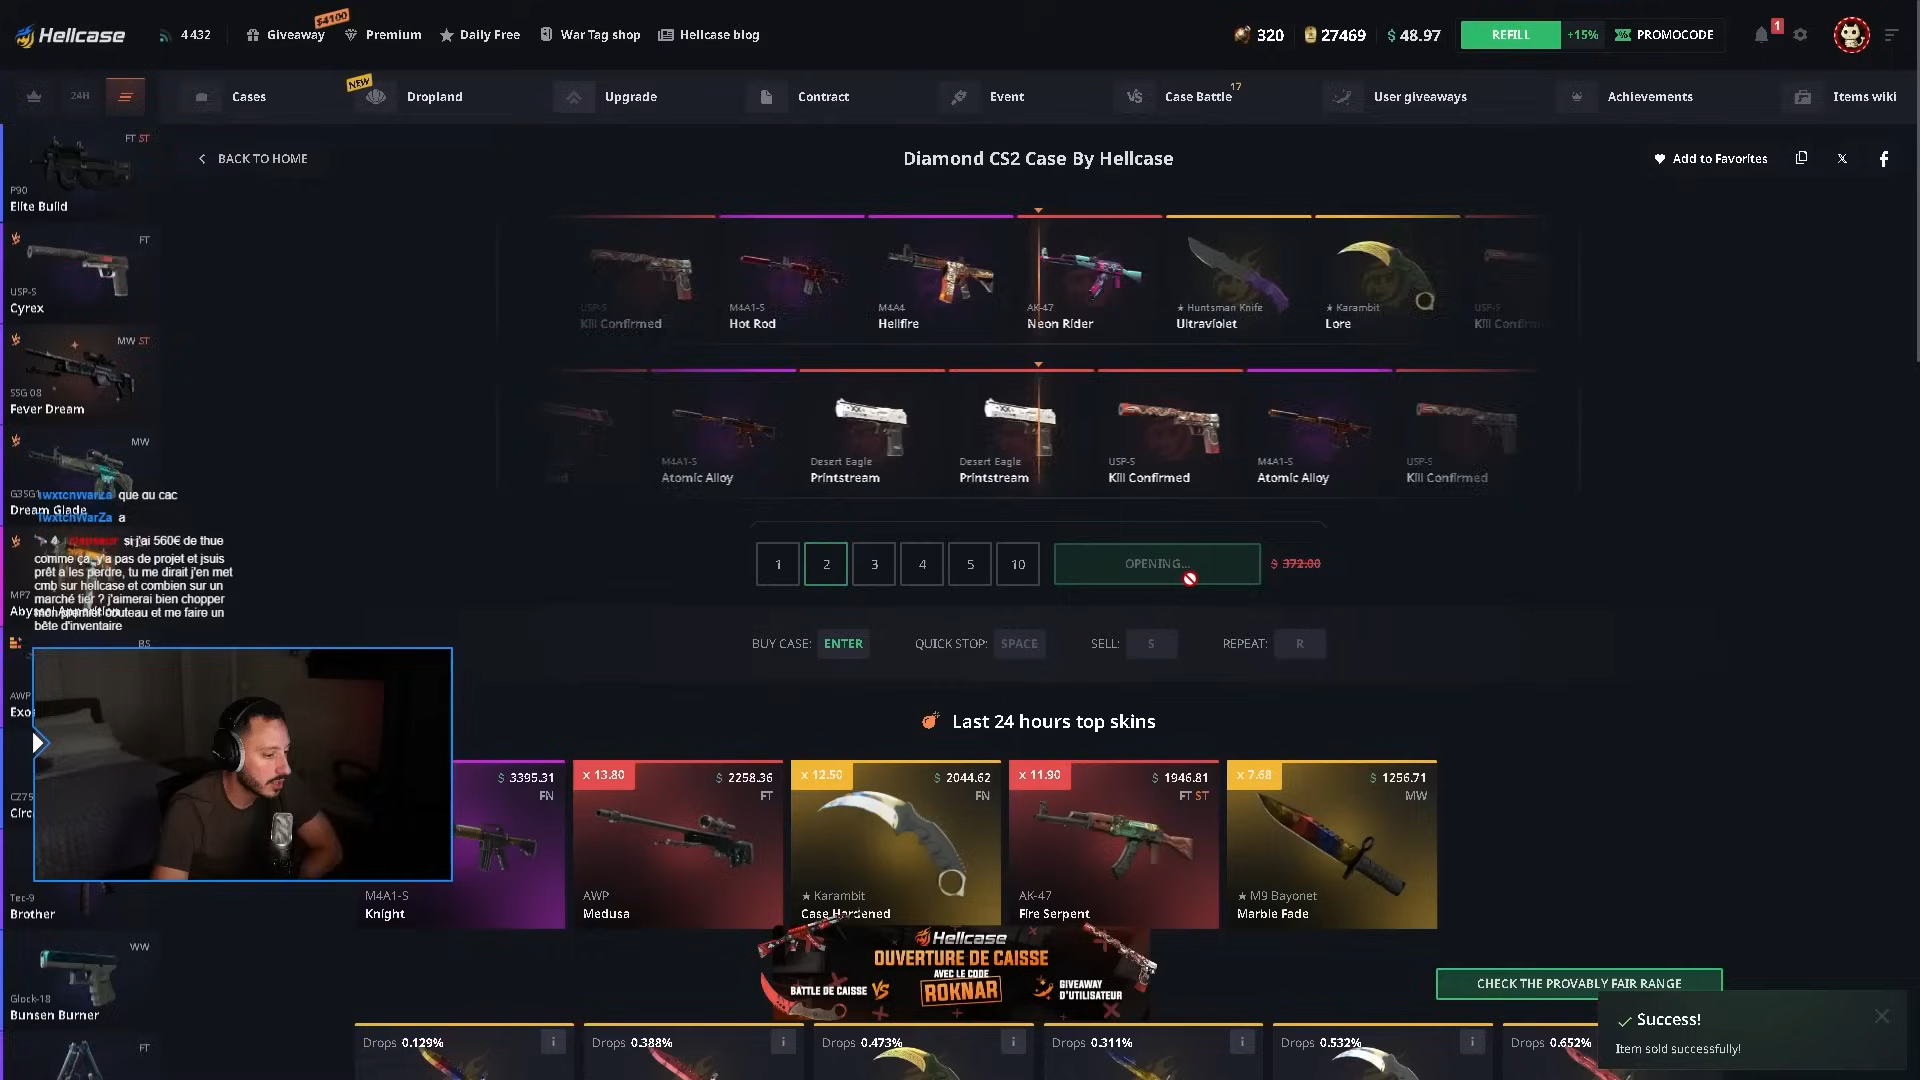 Hellcase
4 432
$4100
Giveaway
Premium
Daily Free
War Tag shop
Hellcase blog
320
27469
$ 48.97
REFILL
+15%
PROMOCODE
1
24H
Cases
NEW
Dropland
Upgrade
Contract
Event
VS
Case Battle
17
User giveaways
Achievements
Items wiki
BACK TO HOME
Diamond CS2 Case By Hellcase
Add to Favorites
FT ST
P90
Elite Build
FT
USP-S
Cyrex
MW ST
SSG 08
Fever Dream
MW
G3SG1
Dream Glade
TwxtchWarZa que du cac
TwxtchWarZa a
si j'ai 560€ de thue
comme ça, y'a pas de projet et jsuis
prêt a les perdre, tu me dirait j'en met
cmb sur hellcase et combien sur un
marché tier ? j'aimerai bien chopper
mon premier couteau et me faire un
bête d'inventaire
MP7
BS
AWP
Tec-9
Brother
WW
Glock-18
Bunsen Burner
FT
USP-S
Kill Confirmed
M4A1-S
Hot Rod
M4A4
Hellfire
AK-47
Neon Rider
★ Huntsman Knife
Ultraviolet
★ Karambit
Lore
USP-S
M4A1-S
Atomic Alloy
Desert Eagle
Printstream
Desert Eagle
Printstream
USP-S
Kill Confirmed
M4A1-S
Atomic Alloy
USP-S
Kill Confirmed
1
2
3
4
5
10
OPENING...
$ 372.00
BUY CASE: ENTER
QUICK STOP: SPACE
SELL: S
REPEAT: R
Last 24 hours top skins
$ 3395.31
FN
M4A1-S
Knight
x 13.80
$ 2258.36
FT
AWP
Medusa
x 12.50
$ 2044.62
FN
★ Karambit
Case Hardened
x 11.90
$ 1946.81
FT ST
AK-47
Fire Serpent
x 7.68
$ 1256.71
MW
★ M9 Bayonet
Marble Fade
Hellcase
OUVERTURE DE CAISSE
AVEC LE CODE
ROKNAR
BATTLE DE CAISSE VS
GIVEAWAY
D'UTILISATEUR
CHECK THE PROVABLY FAIR RANGE
Success!
Item sold successfully!
Drops 0.129%
Drops 0.388%
Drops 0.473%
Drops 0.311%
Drops 0.532%
Drops 0.652%